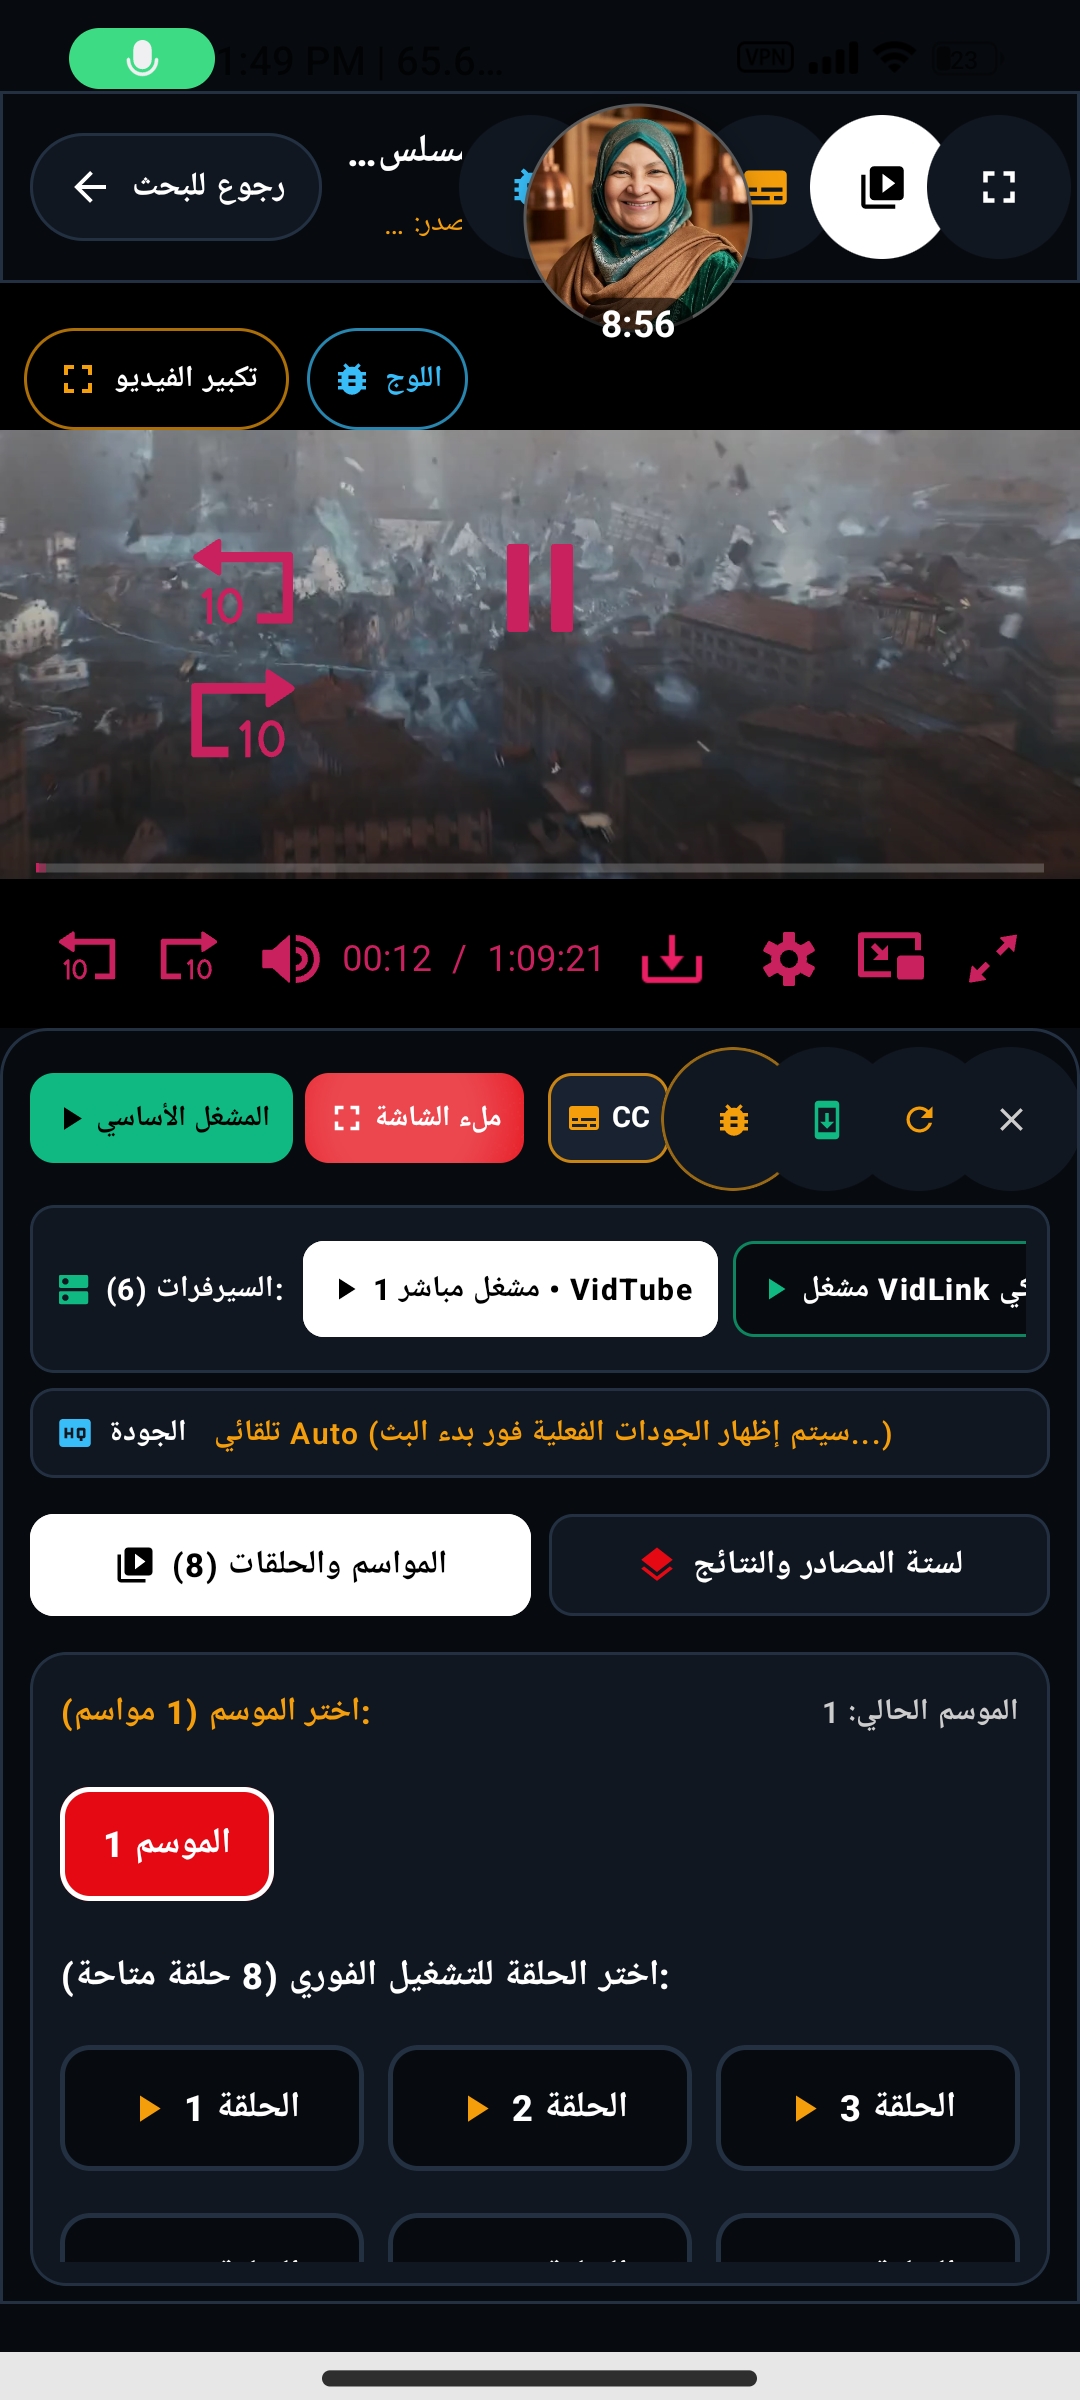 1:49 PM | 65.6...
VPN
23
رجوع للبحث
...
صدر: ...
8:56
تكبير الفيديو
اللوج
10
10
10
10
00:12 / 1:09:21
المشغل الأساسي
ملء الشاشة
CC
السيرفرات (6):
VidTube • مشغل مباشر 1
مشغل VidLink
HQ
الجودة
تلقائي Auto (سيتم إظهار الجودات الفعلية فور بدء البث...)
المواسم والحلقات (8)
لستة المصادر والنتائج
اختر الموسم (1 مواسم):
الموسم الحالي: 1
الموسم 1
اختر الحلقة للتشغيل الفوري (8 حلقة متاحة):
الحلقة 1
الحلقة 2
الحلقة 3